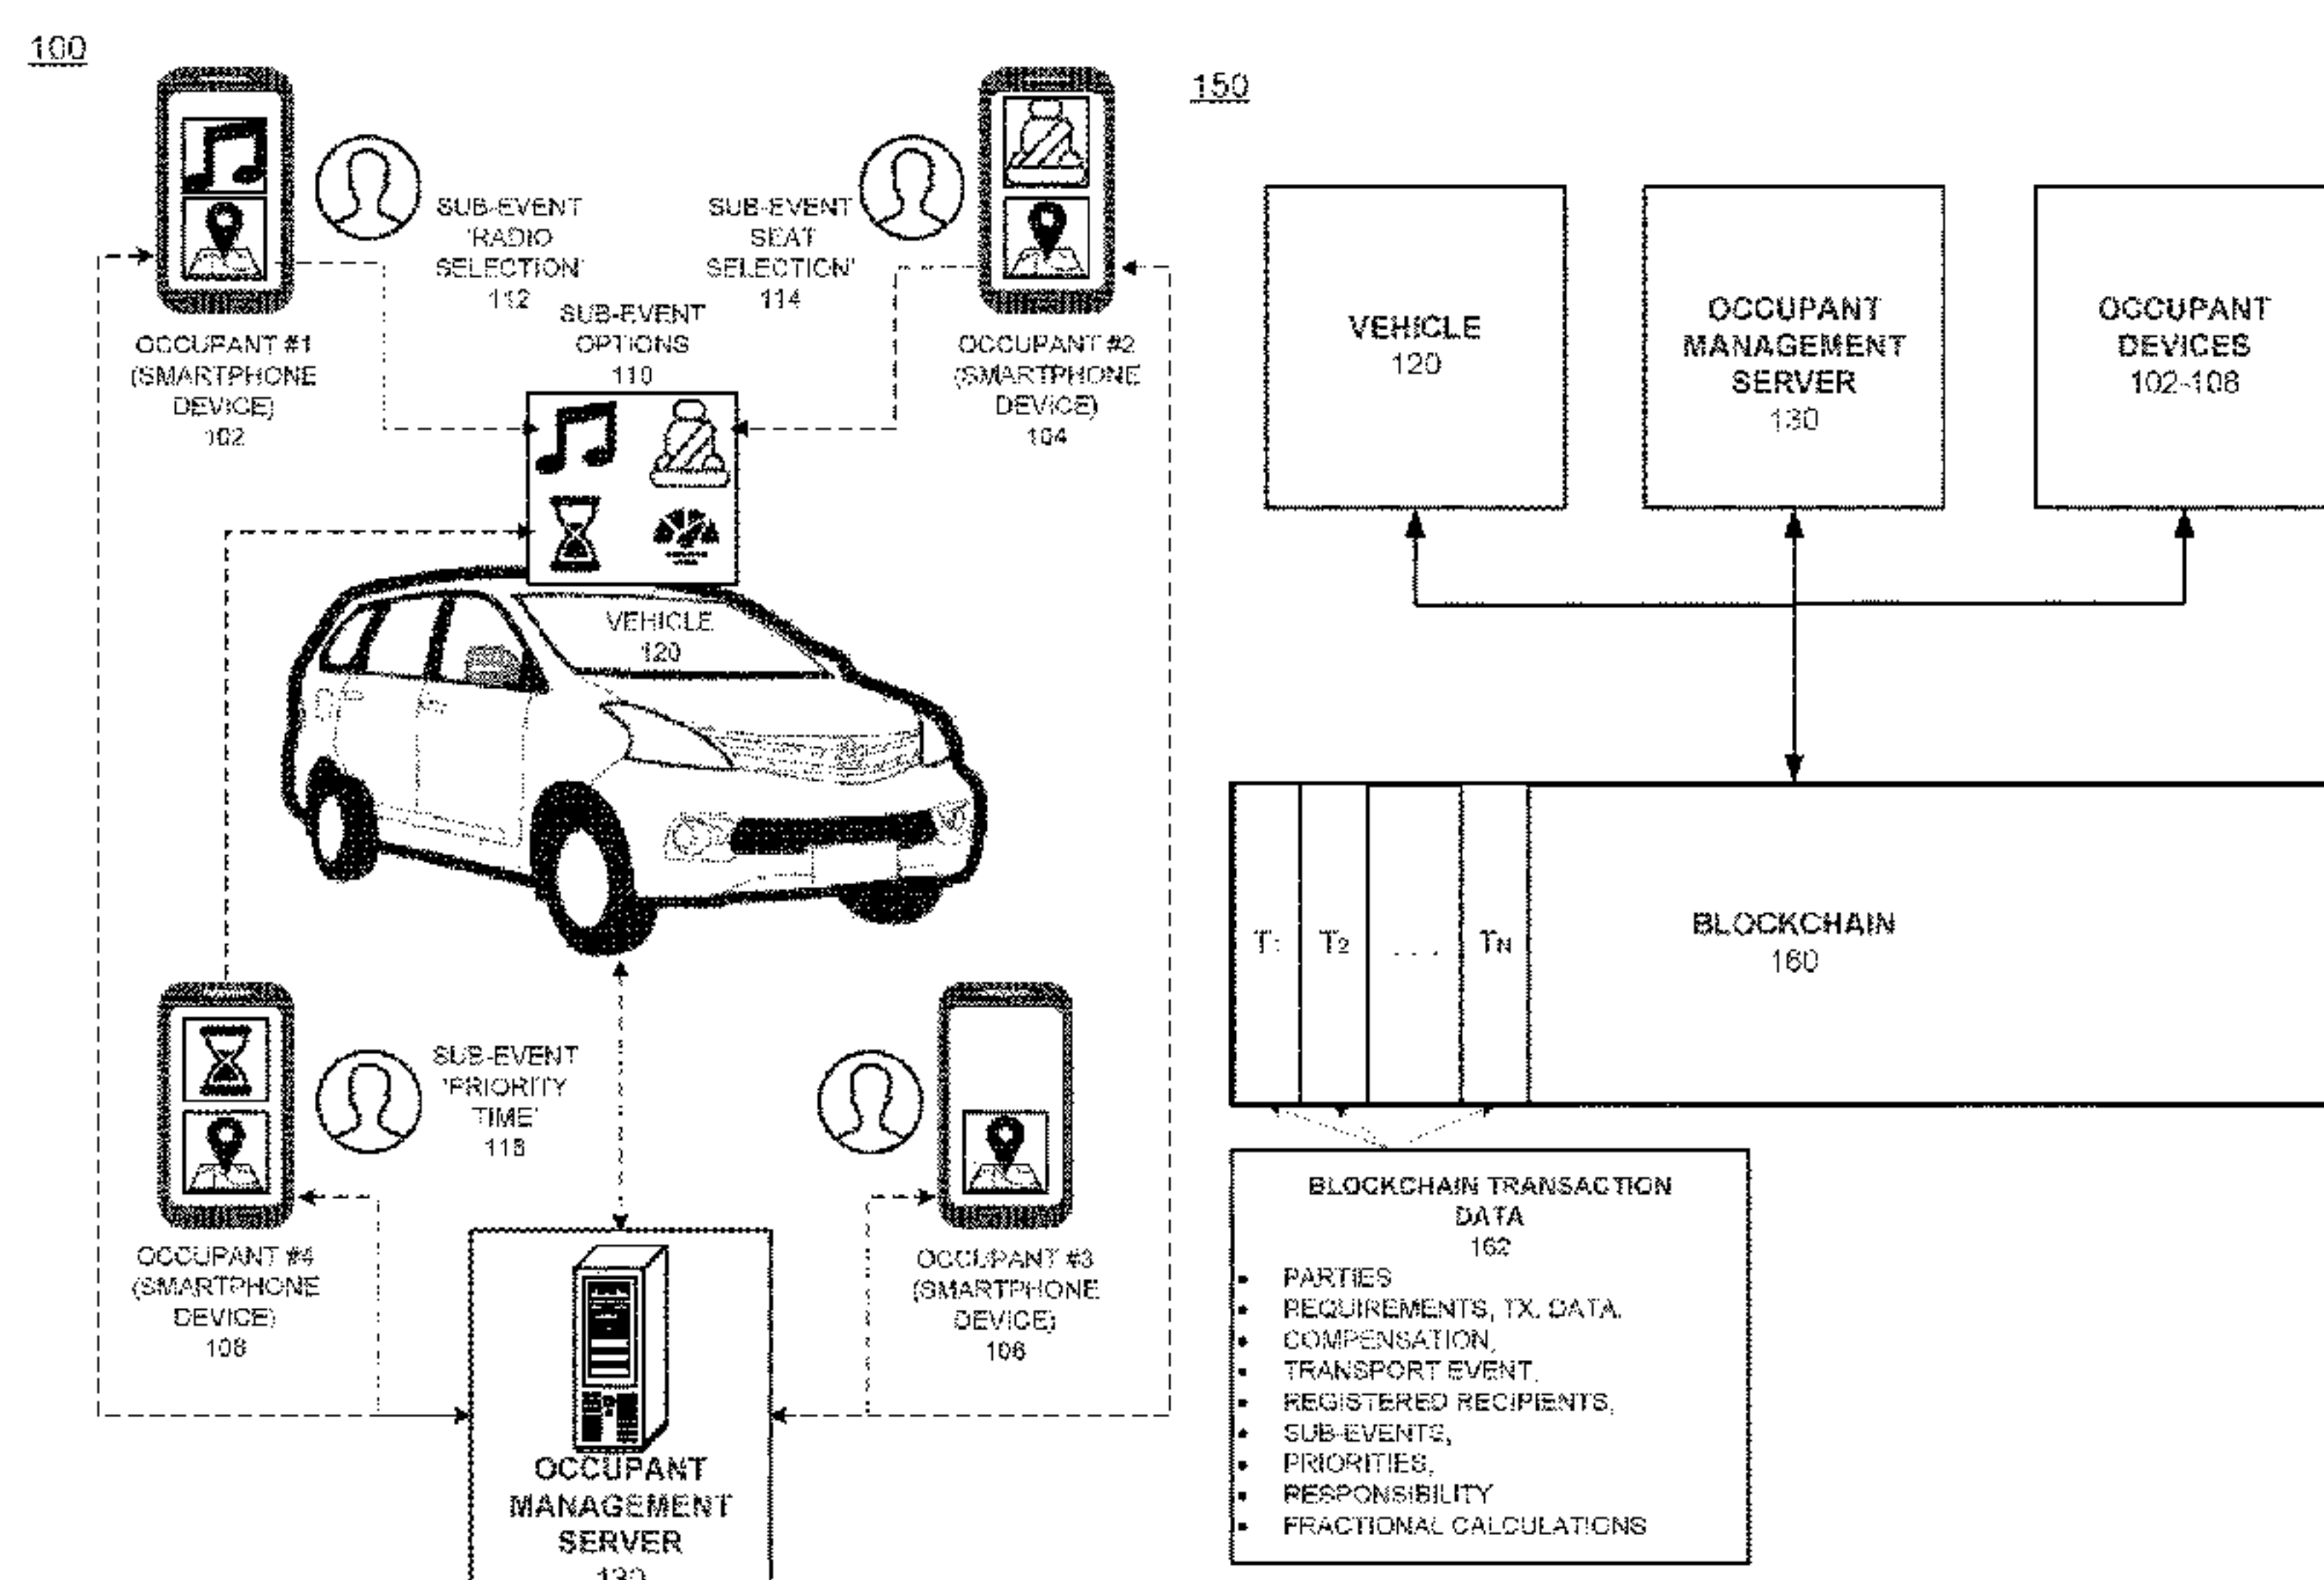 100
SUB-EVENT
'RADIO
SELECTION'
112
OCCUPANT #1
(SMARTPHONE
DEVICE)
102
SUB-EVENT
SEAT
SELECTION'
114
OCCUPANT #2
(SMARTPHONE
DEVICE)
104
SUB-EVENT
OPTIONS
110
VEHICLE
120
SUB-EVENT
'PRIORITY
TIME'
118
OCCUPANT #4
(SMARTPHONE
DEVICE)
108
OCCUPANT #3
(SMARTPHONE
DEVICE)
106
OCCUPANT
MANAGEMENT
SERVER
130
150
VEHICLE
120
OCCUPANT
MANAGEMENT
SERVER
130
OCCUPANT
DEVICES
102-108
T1
T2
. . . .
TN
BLOCKCHAIN
160
BLOCKCHAIN TRANSACTION
DATA
162
• PARTIES
• REQUIREMENTS, TX. DATA,
• COMPENSATION,
• TRANSPORT EVENT,
• REGISTERED RECIPIENTS,
• SUB-EVENTS,
• PRIORITIES,
• RESPONSIBILITY
• FRACTIONAL CALCULATIONS